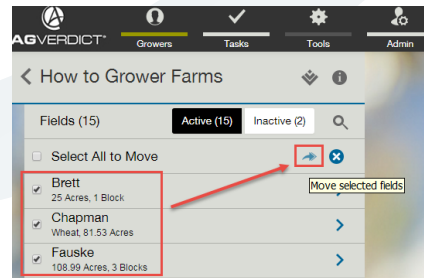 AGVERDICT
Growers
Tasks
Tools
Admin
How to Grower Farms
Fields (15)
Active (15)
Inactive (2)
Select All to Move
Move selected fields
Brett
25 Acres, 1 Block
Chapman
Wheat, 81.53 Acres
Fauske
108.99 Acres, 3 Blocks